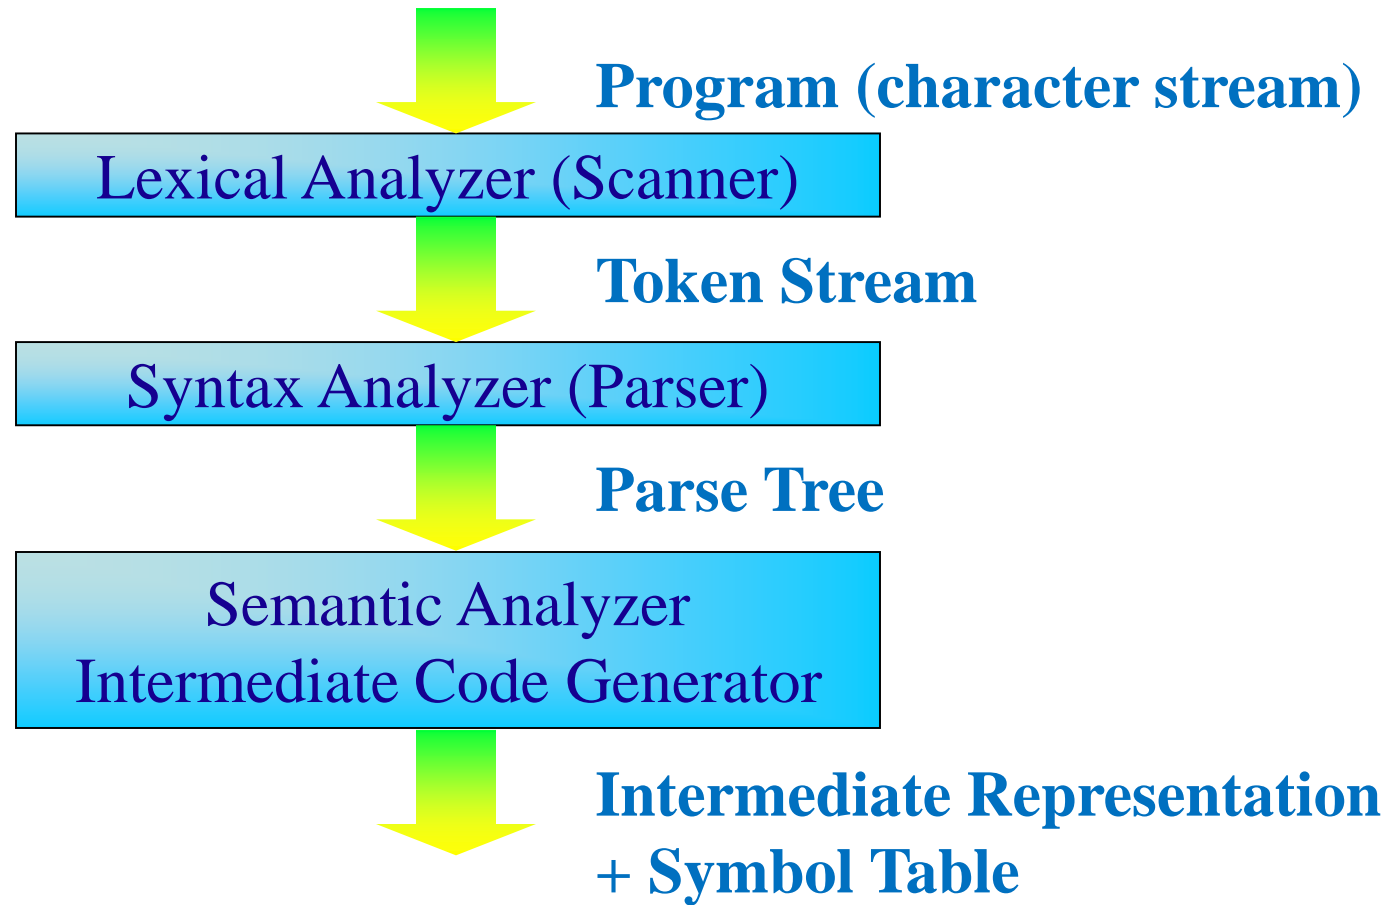 Program (character stream)
Lexical Analyzer (Scanner)
Token Stream
Syntax Analyzer (Parser)
Parse Tree
Semantic Analyzer
Intermediate Code Generator
Intermediate Representation
+ Symbol Table